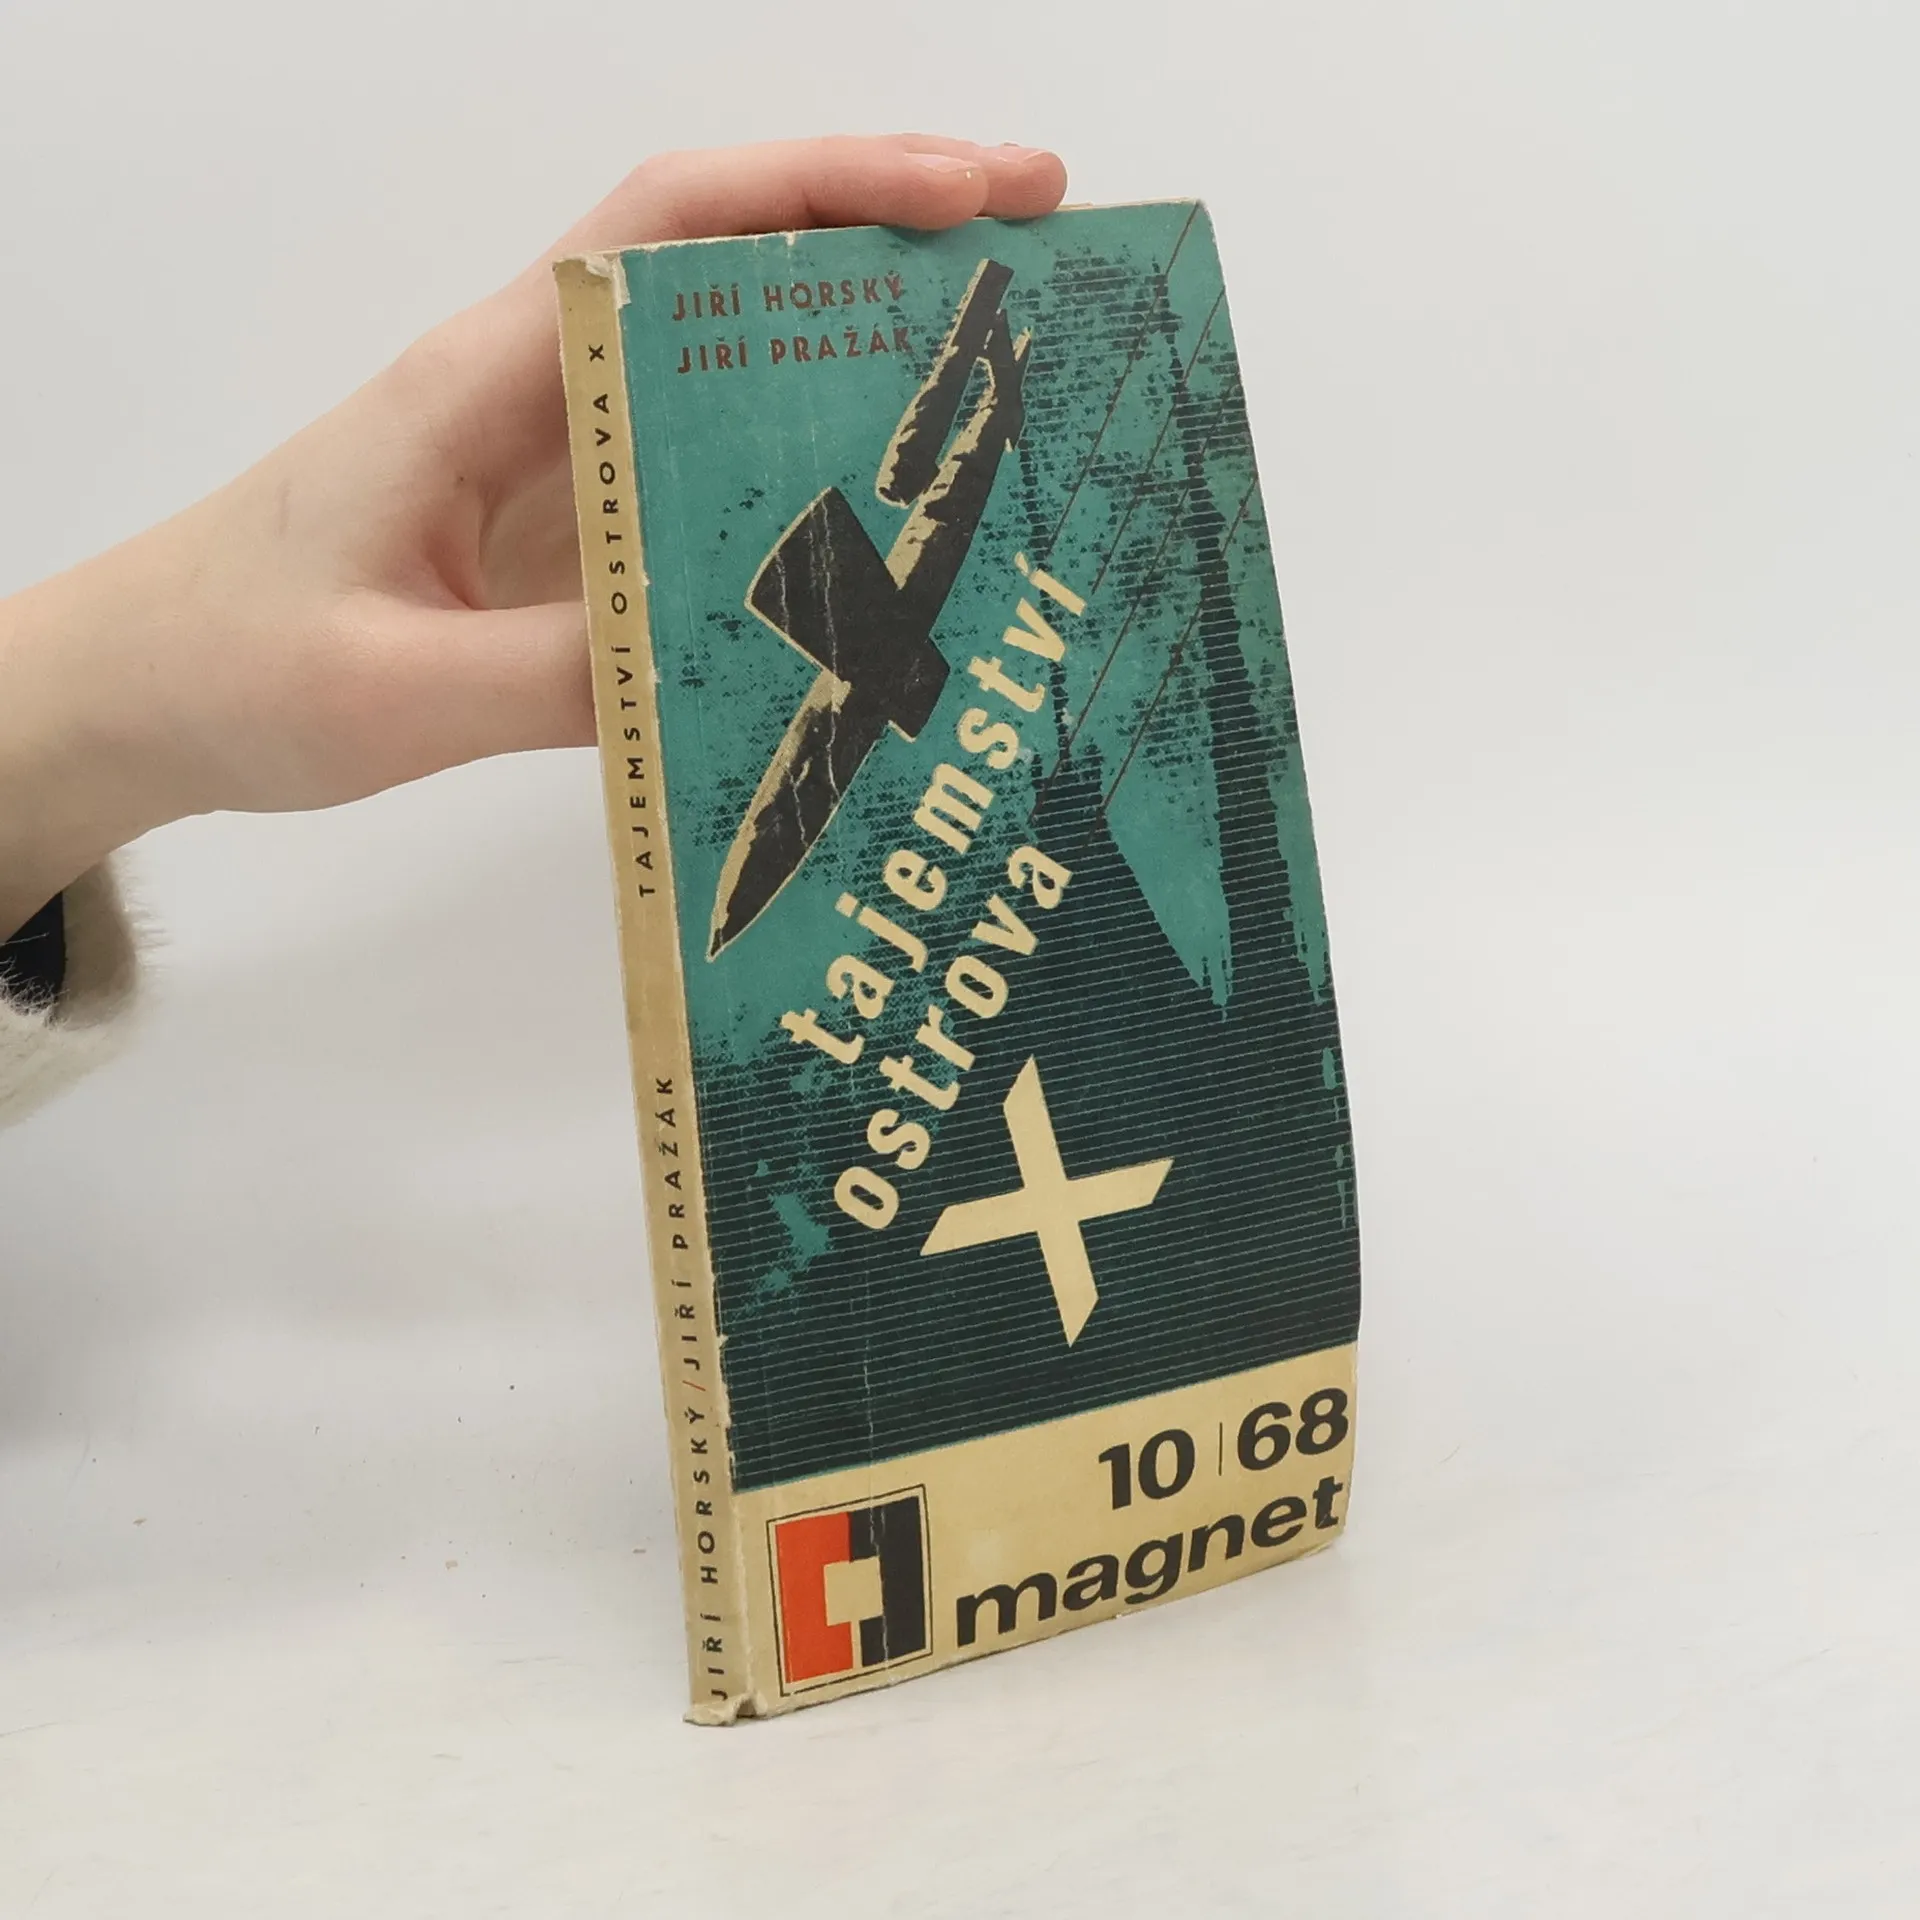 JIŘÍ HORSKÝ
JIŘÍ PRAŽÁK
tajemství
ostrova
X
10|68
magnet
JIŘÍ HORSKÝ/JIŘÍ PRAŽÁK TAJEMSTVÍ OSTROVA X